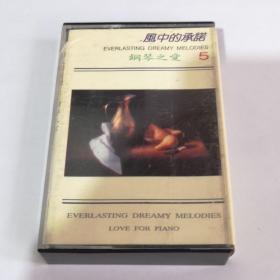 .風中的承諾
EVERLASTING DREAMY MELODIES
鋼琴之愛 5
EVERLASTING DREAMY MELODIES
LOVE FOR PIANO